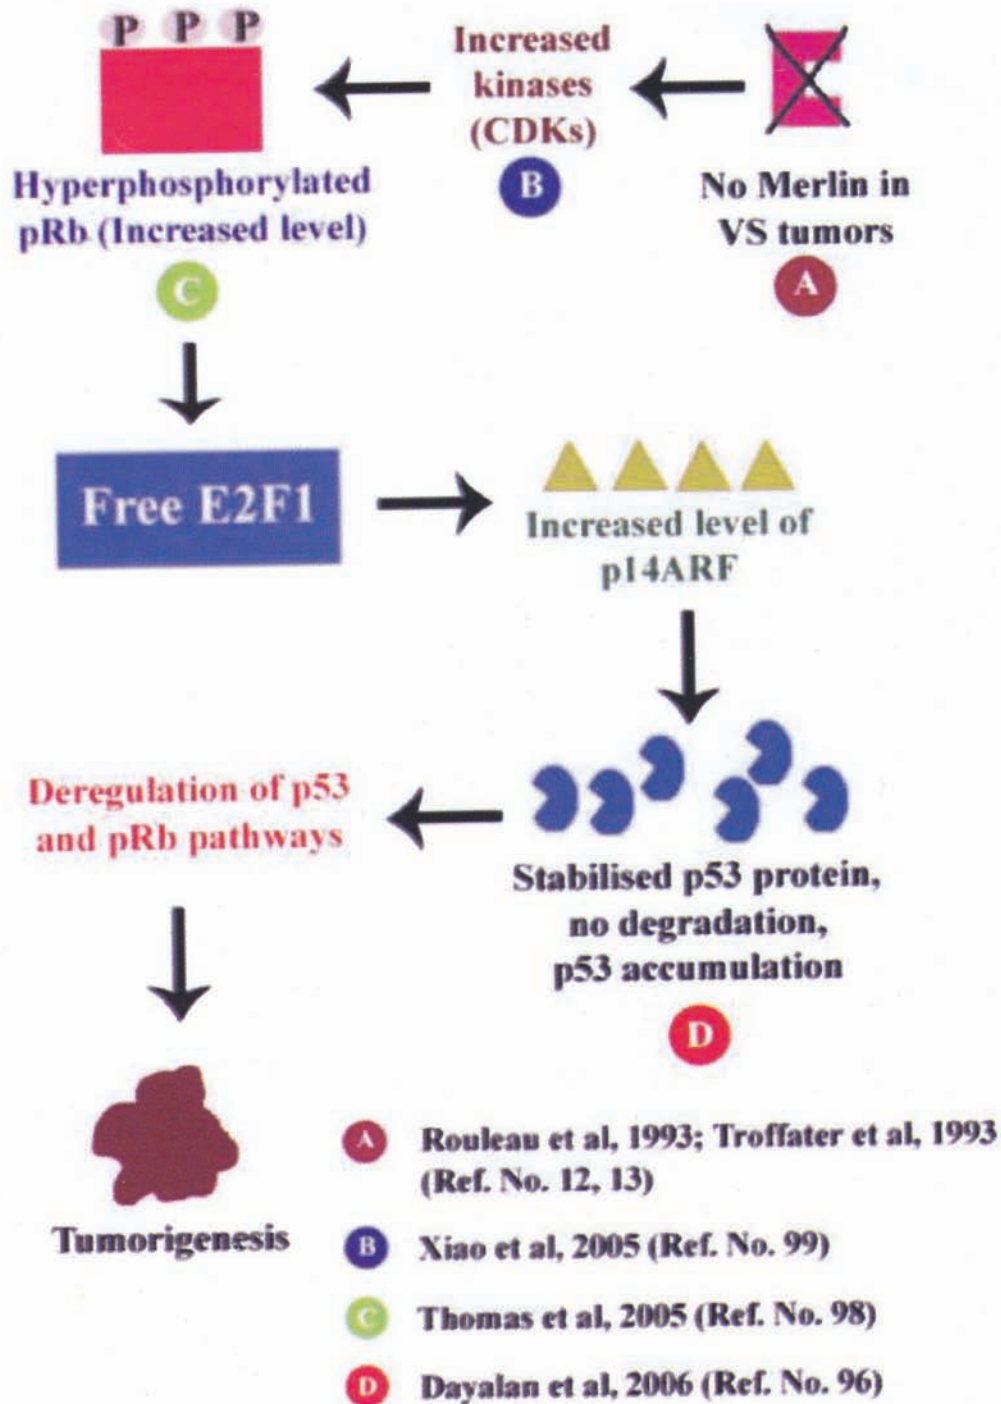 P P P
Increased
kinases
(CDKs)
B
Hyperphosphorylated
pRb (Increased level)
C
No Merlin in
VS tumors
A
Free E2F1
Increased level of
p14ARF
Deregulation of p53
and pRb pathways
Stabilised p53 protein,
no degradation,
p53 accumulation
D
Tumorigenesis
A Rouleau et al, 1993; Troffater et al, 1993
(Ref. No. 12, 13)
B Xiao et al, 2005 (Ref. No. 99)
C Thomas et al, 2005 (Ref. No. 98)
D Dayalan et al, 2006 (Ref. No. 96)